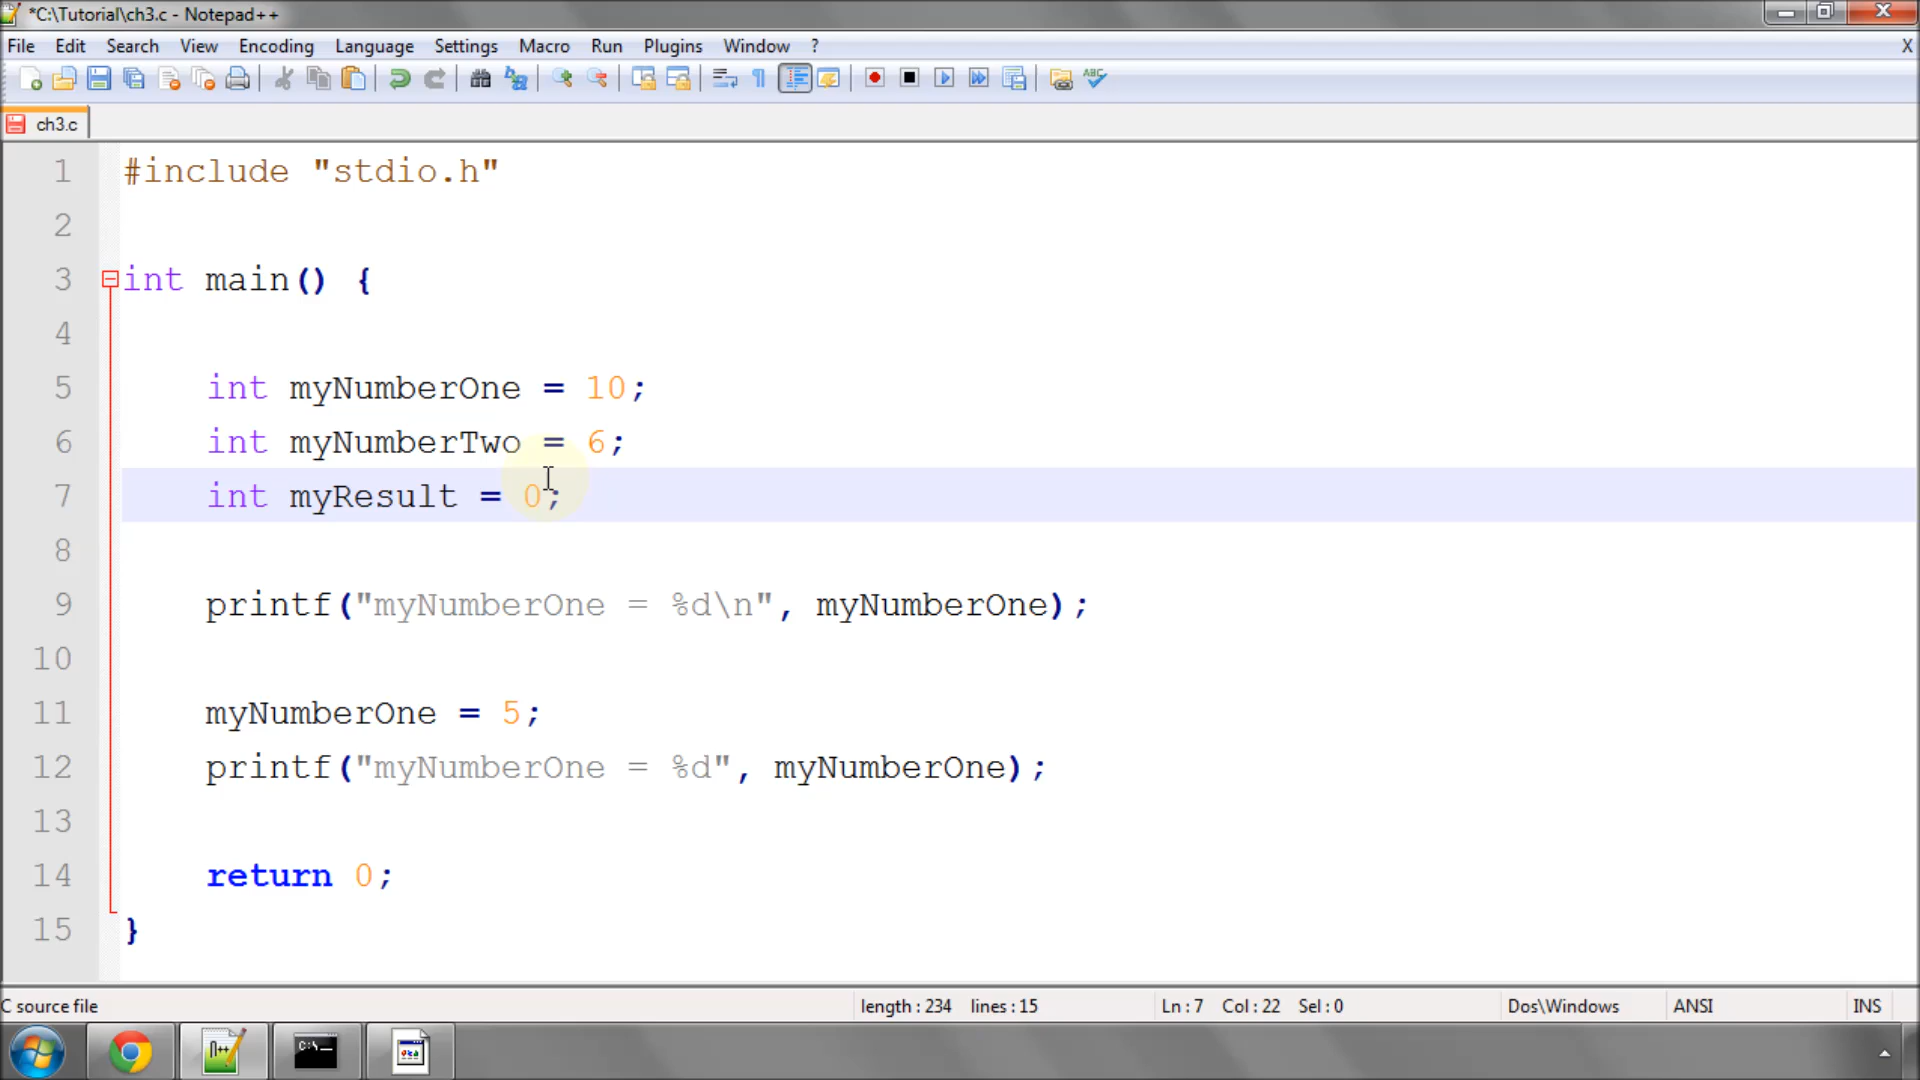 *C:\Tutorial\ch3.c - Notepad++
File Edit Search View Encoding Language Settings Macro Run Plugins Window ? X
ABC
ch3.c
1 #include "stdio.h"
2
3 int main() {
4
5 int myNumberOne = 10;
6 int myNumberTwo = 6;
7 int myResult = 0;
8
9 printf("myNumberOne = %d\n", myNumberOne);
10
11 myNumberOne = 5;
12 printf("myNumberOne = %d", myNumberOne);
13
14 return 0;
15 }
C source file length : 234 lines : 15 Ln : 7 Col : 22 Sel : 0 Dos\Windows ANSI INS